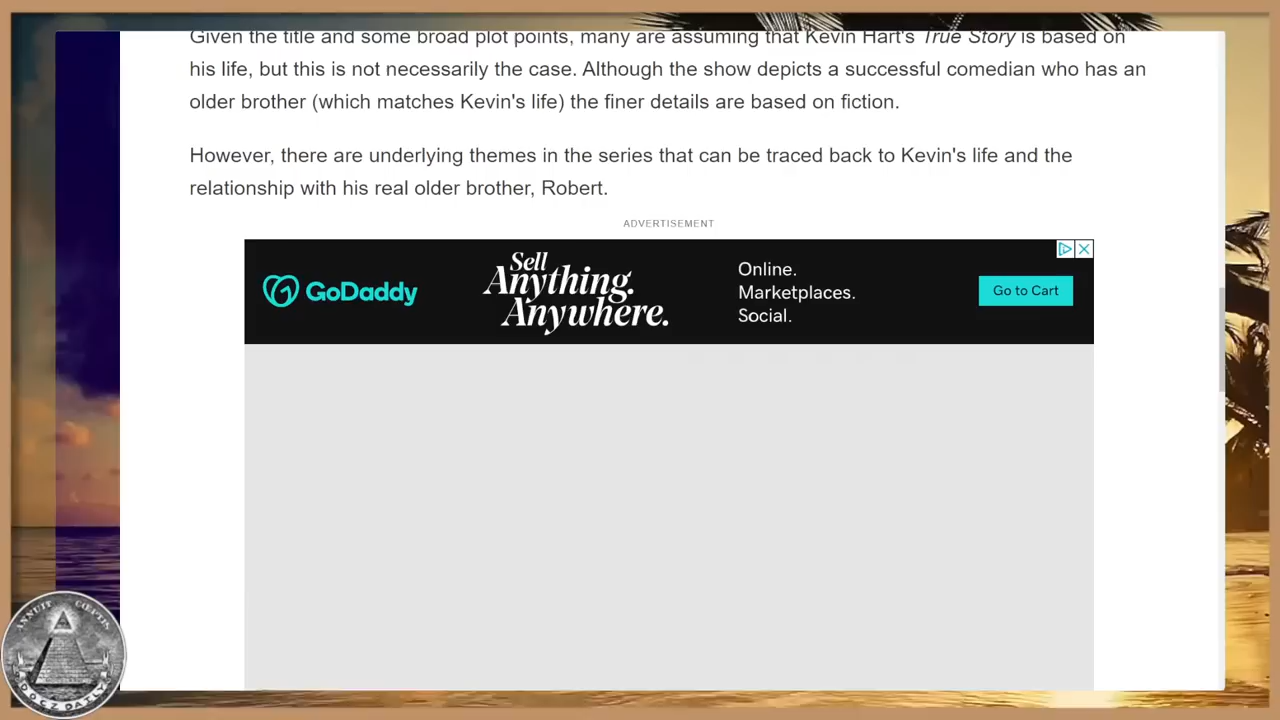 Given the title and some broad plot points, many are assuming that Kevin Hart's True Story is based on
his life, but this is not necessarily the case. Although the show depicts a successful comedian who has an
older brother (which matches Kevin's life) the finer details are based on fiction.
However, there are underlying themes in the series that can be traced back to Kevin's life and the
relationship with his real older brother, Robert.
ADVERTISEMENT
GoDaddy
Sell
Anything.
Anywhere.
Online.
Marketplaces.
Social.
Go to Cart
ANNUIT CŒPTIS
DOCZ DAILY